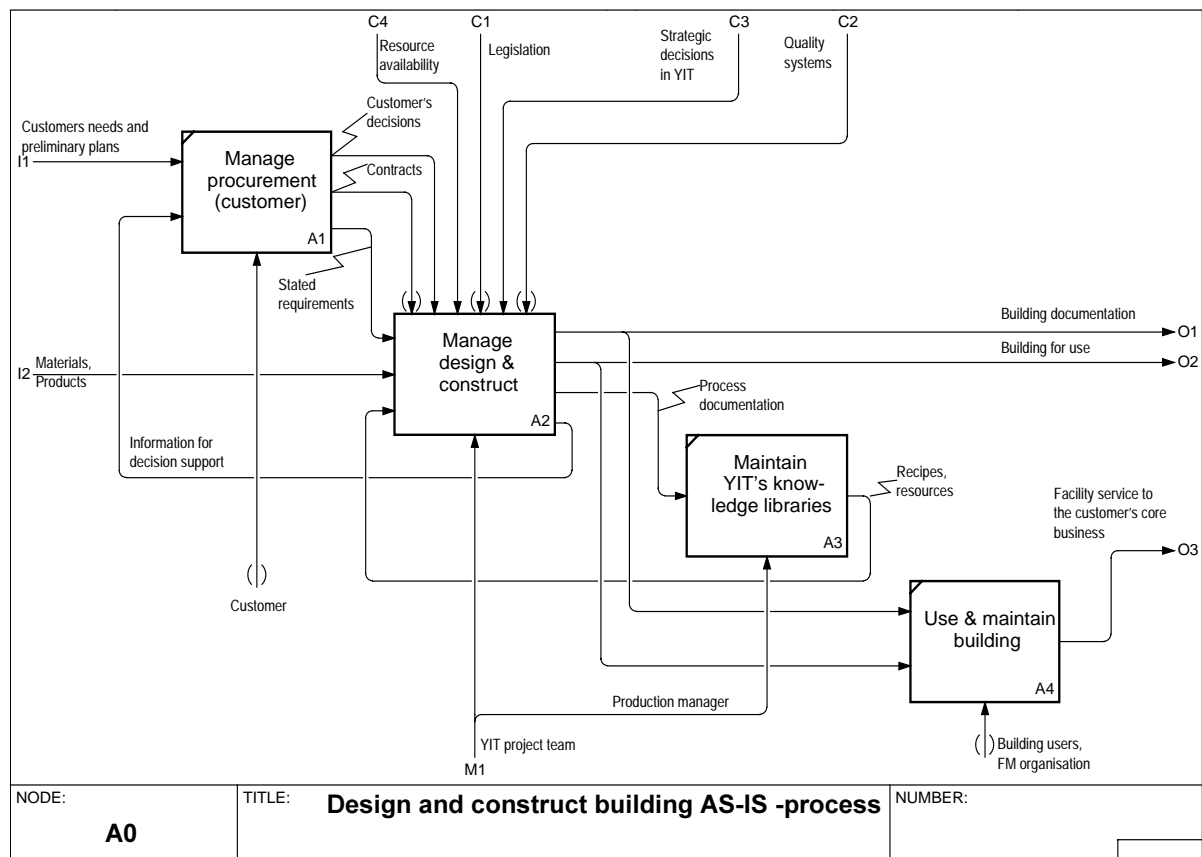 C4
C1
C3
C2
Resource
availability
Legislation
Strategic
decisions
in YIT
Quality
systems
Customer's
decisions
Customers needs and
preliminary plans
I1
Manage
procurement
(customer)
A1
Contracts
Stated
requirements
Manage
design &
construct
A2
Building documentation
O1
Building for use
O2
I2
Materials,
Products
Process
documentation
Information for
decision support
Maintain
YIT's know-
ledge libraries
A3
Recipes,
resources
Facility service to
the customer's core
business
O3
Customer
Use & maintain
building
A4
Production manager
YIT project team
M1
Building users,
FM organisation
NODE:
A0
TITLE:
Design and construct building AS-IS -process
NUMBER: